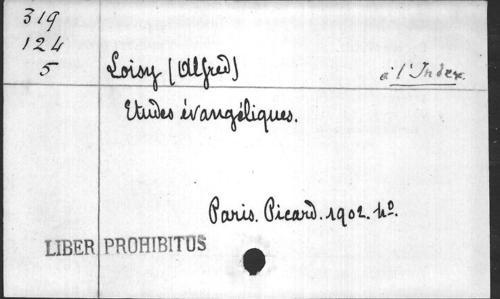 319
124
5
Loisy (Alfred)
à l'Index.
Etudes évangéliques.
Paris. Picard. 1902. 4º.
LIBER PROHIBITUS